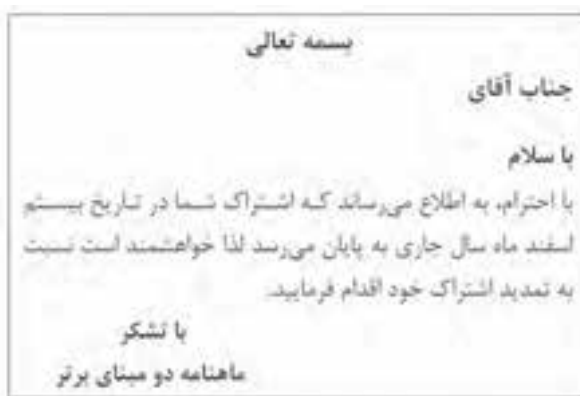 بسمه تعالی
جناب آقای
با سلام
با احترام، به اطلاع می‌رساند که اشتراک شما در تاریخ بیستم
اسفند ماه سال جاری به پایان می‌رسد لذا خواهشمند است نسبت
به تمدید اشتراک خود اقدام فرمایید.
با تشکر
ماهنامه دو مبنای برتر